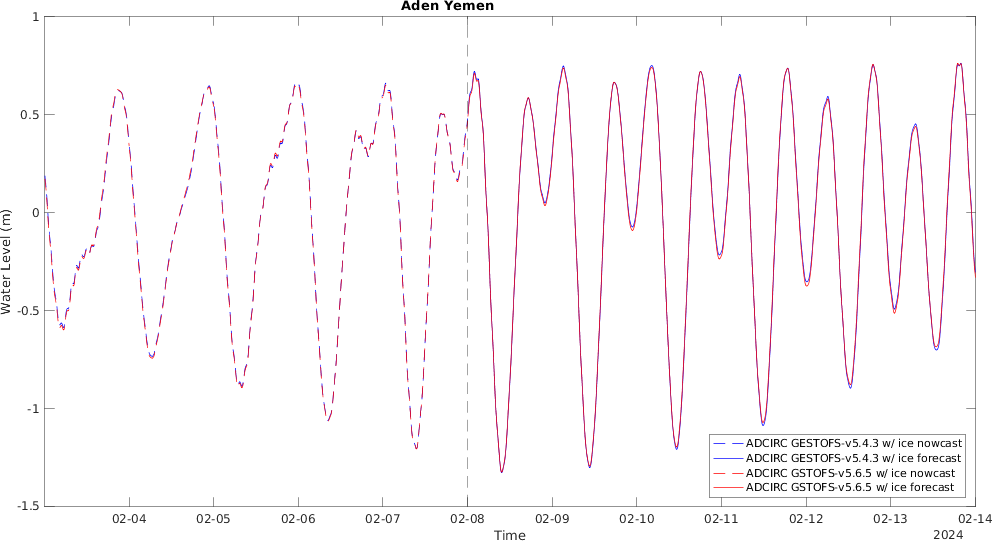 Aden Yemen
1
0.5
0
-0.5
-1
-1.5
Water Level (m)
ADCIRC GESTOFS-v5.4.3 w/ ice nowcast
ADCIRC GESTOFS-v5.4.3 w/ ice forecast
ADCIRC GSTOFS-v5.6.5 w/ ice nowcast
ADCIRC GSTOFS-v5.6.5 w/ ice forecast
02-04 02-05 02-06 02-07 02-08 02-09 02-10 02-11 02-12 02-13 02-14
Time
2024